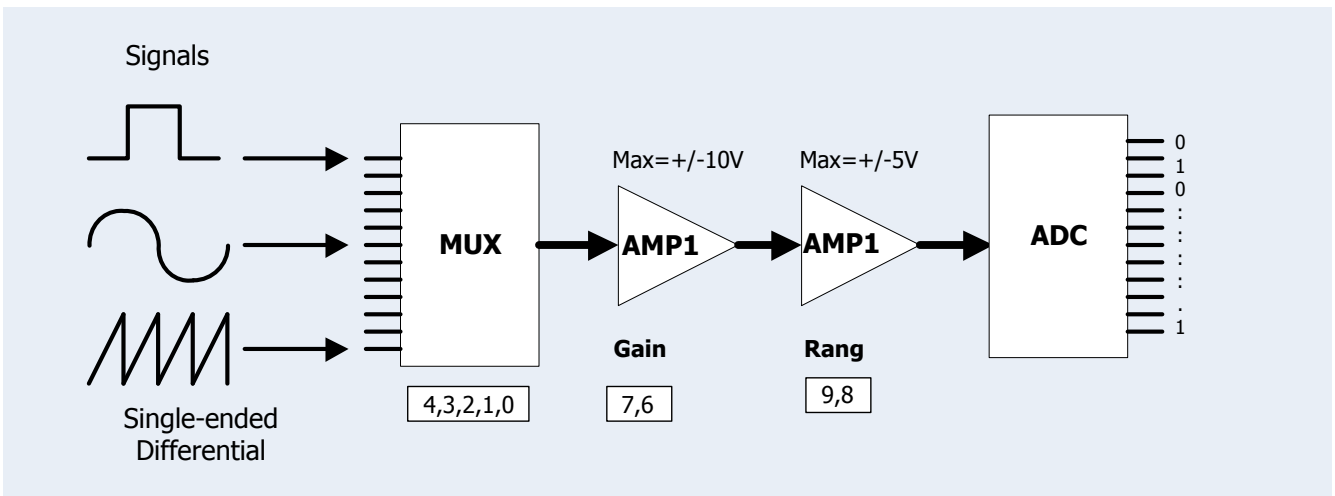 Signals
Max=+/-10V
Max=+/-5V
MUX
AMP1
AMP1
ADC
0
1
0
:
:
:
:
:
.
1
Gain
Rang
4,3,2,1,0
7,6
9,8
Single-ended
Differential